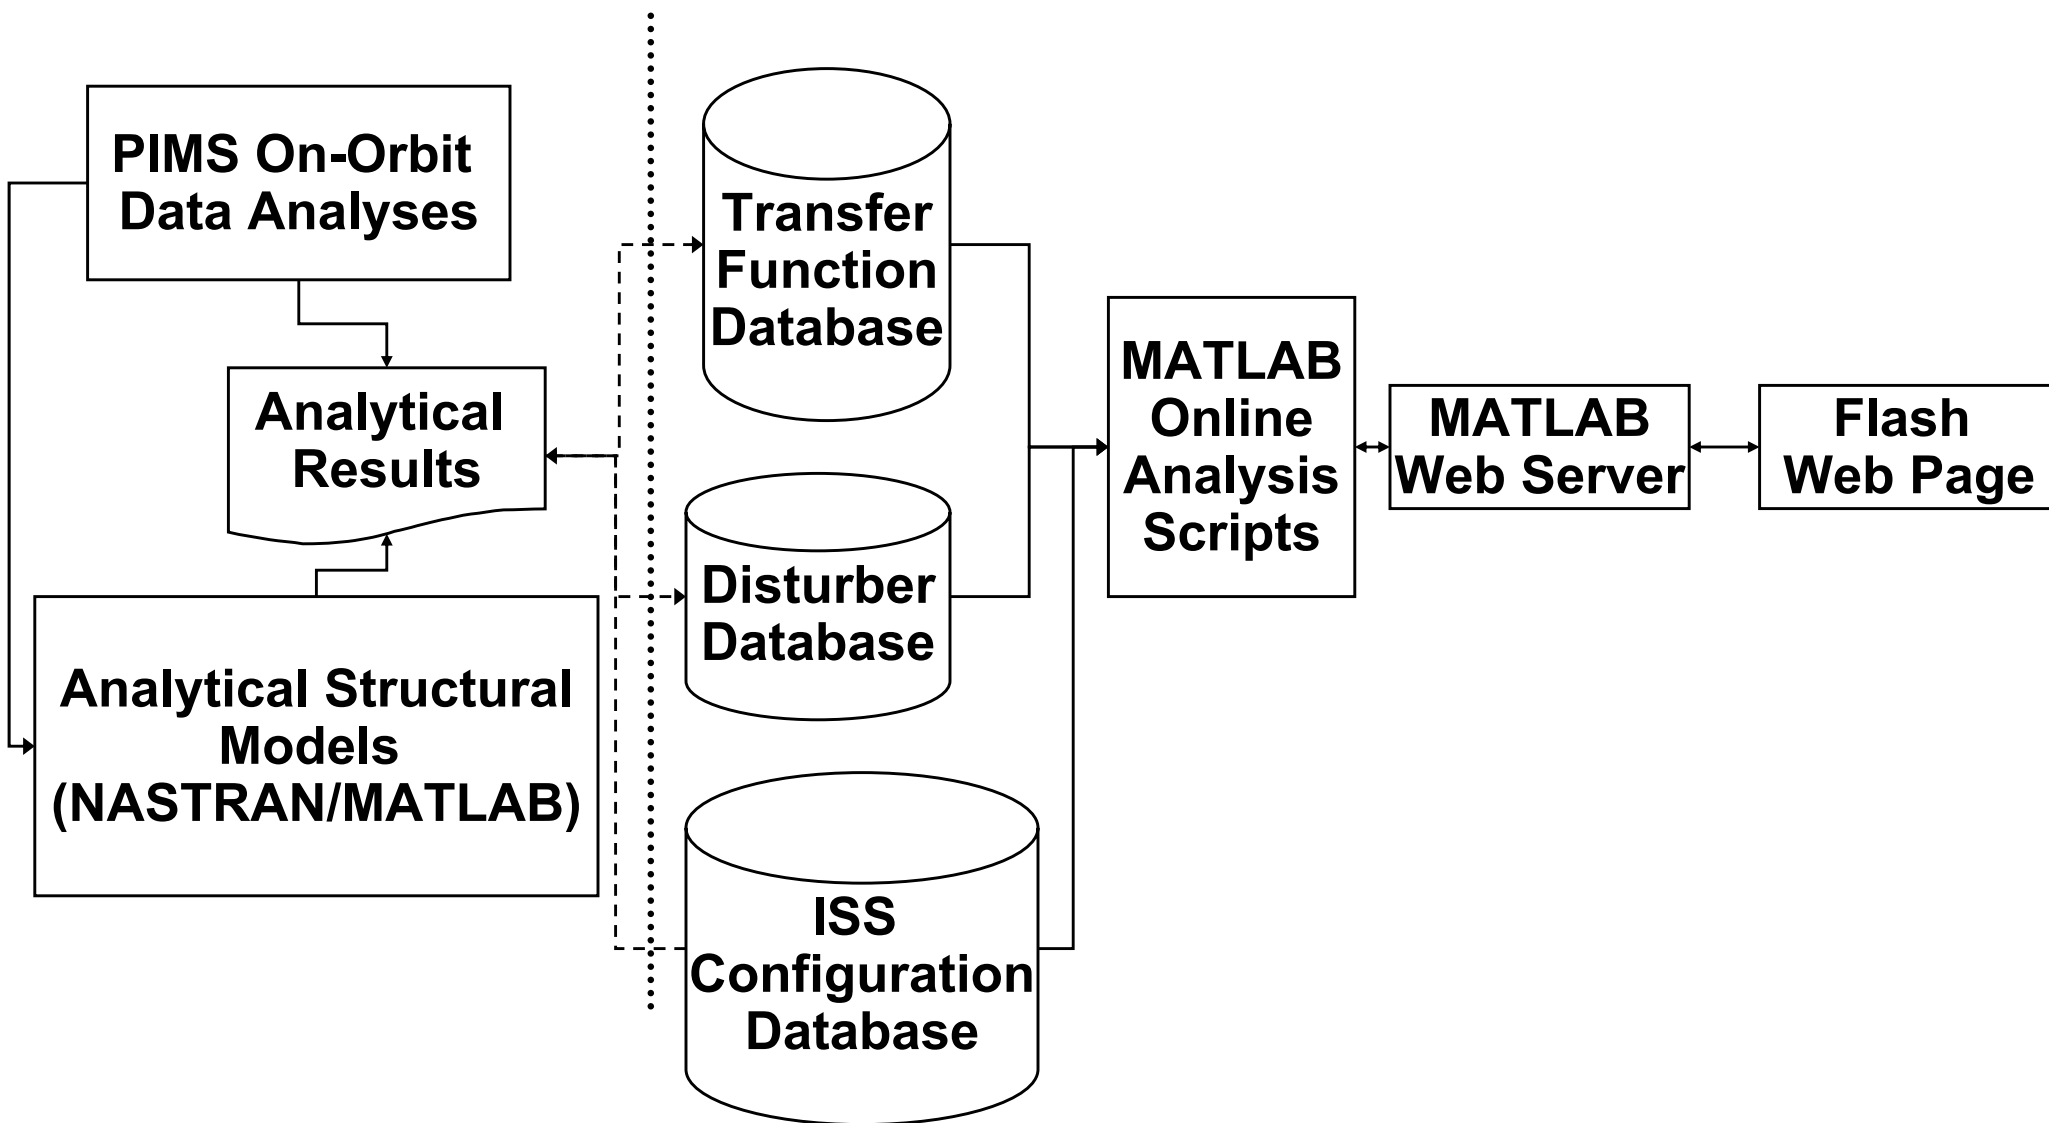 PIMS On-Orbit
Data Analyses
Analytical
Results
Analytical Structural
Models
(NASTRAN/MATLAB)
Transfer
Function
Database
Disturber
Database
ISS
Configuration
Database
MATLAB
Online
Analysis
Scripts
MATLAB
Web Server
Flash
Web Page